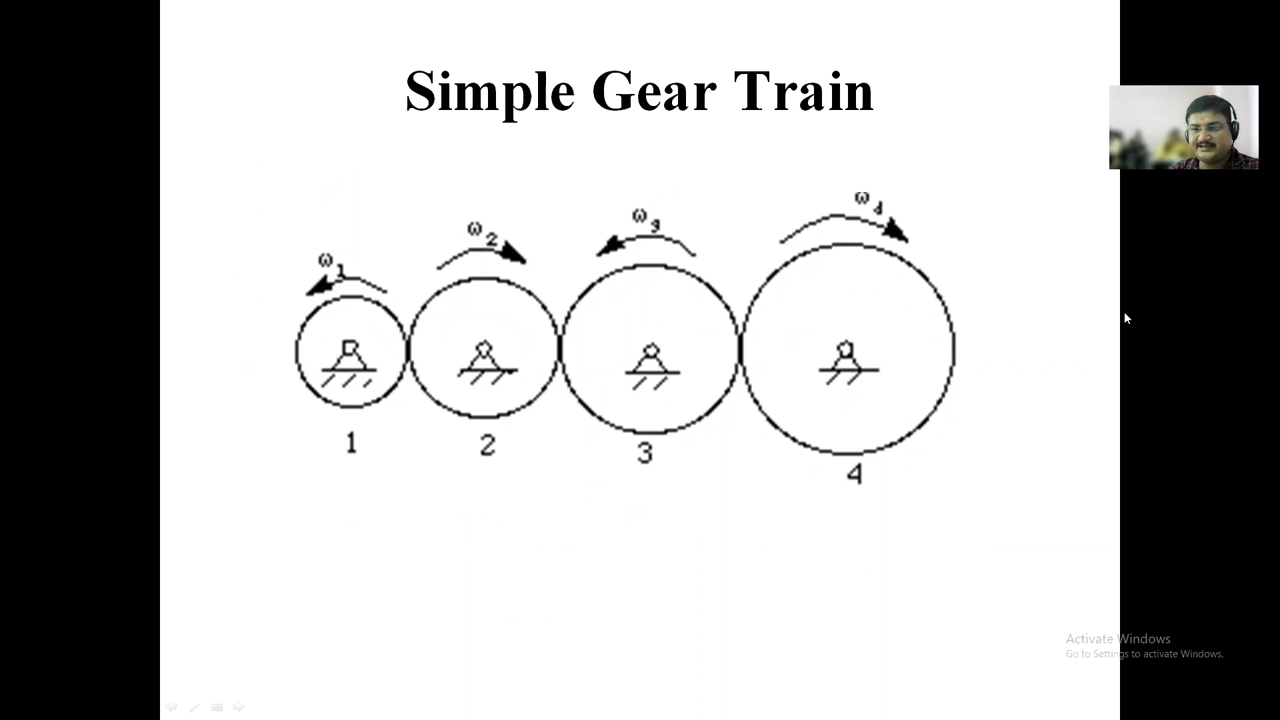 Simple Gear Train
ω1
ω2
ω3
ω4
1
2
3
4
Activate Windows
Go to Settings to activate Windows.